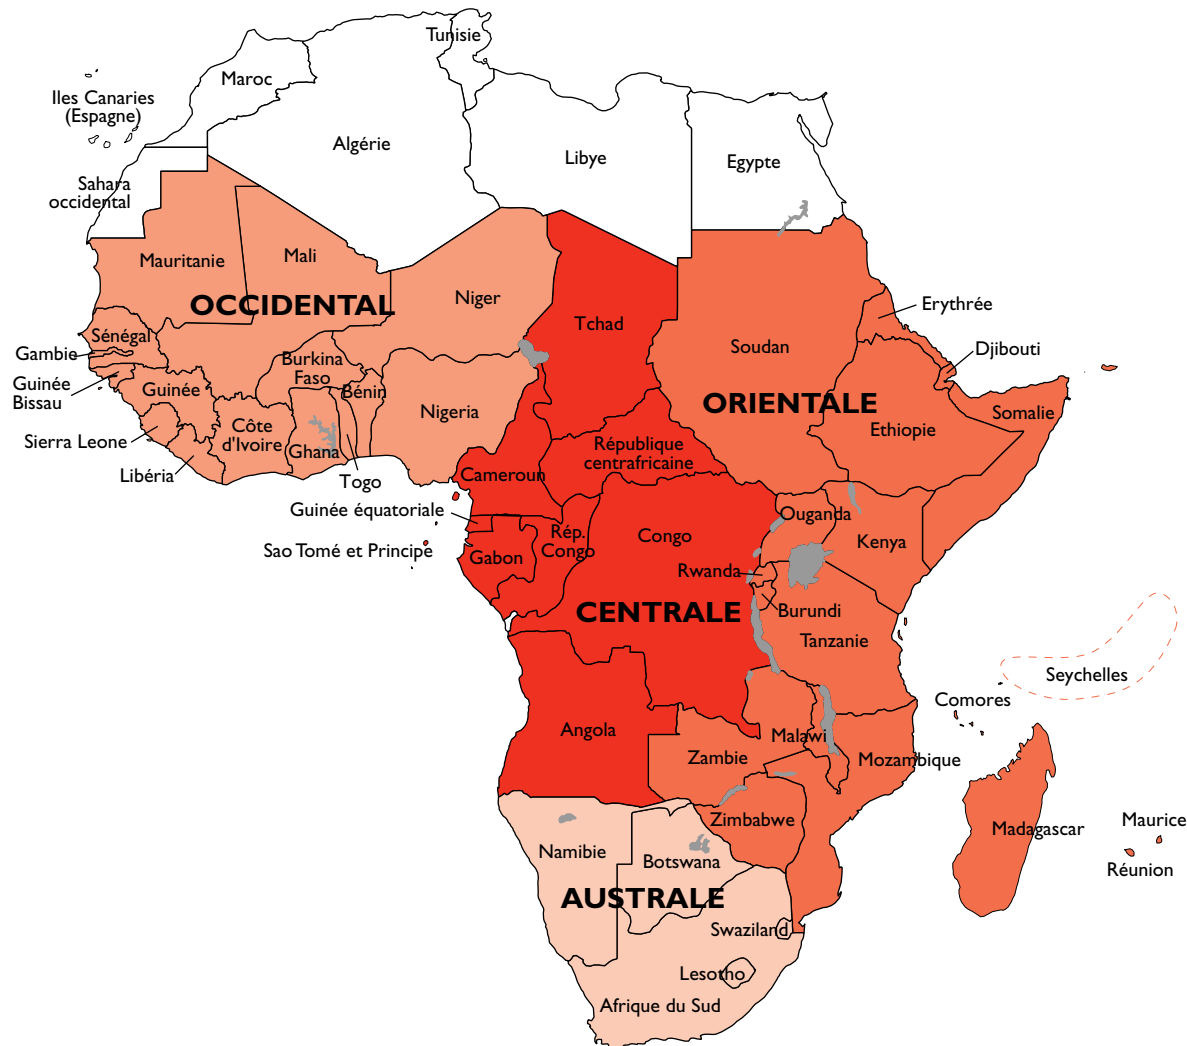 Tunisie
Maroc
Iles Canaries
(Espagne)
Algérie
Libye
Egypte
Sahara
occidental
Mauritanie
Mali
OCCIDENTAL
Niger
Tchad
Soudan
Erythrée
Djibouti
Sénégal
Gambie
Guinée
Bissau
Guinée
Burkina
Faso
Bénin
Nigeria
ORIENTALE
Ethiopie
Somalie
Sierra Leone
Côte
d'Ivoire
Ghana
Libéria
Togo
République
centrafricaine
Cameroun
Guinée équatoriale
Ouganda
Sao Tomé et Principe
Gabon
Rép.
Congo
Congo
Kenya
Rwanda
CENTRALE
Burundi
Tanzanie
Seychelles
Comores
Angola
Zambie
Malawi
Mozambique
Zimbabwe
Madagascar
Maurice
Réunion
Namibie
Botswana
AUSTRALE
Swaziland
Lesotho
Afrique du Sud